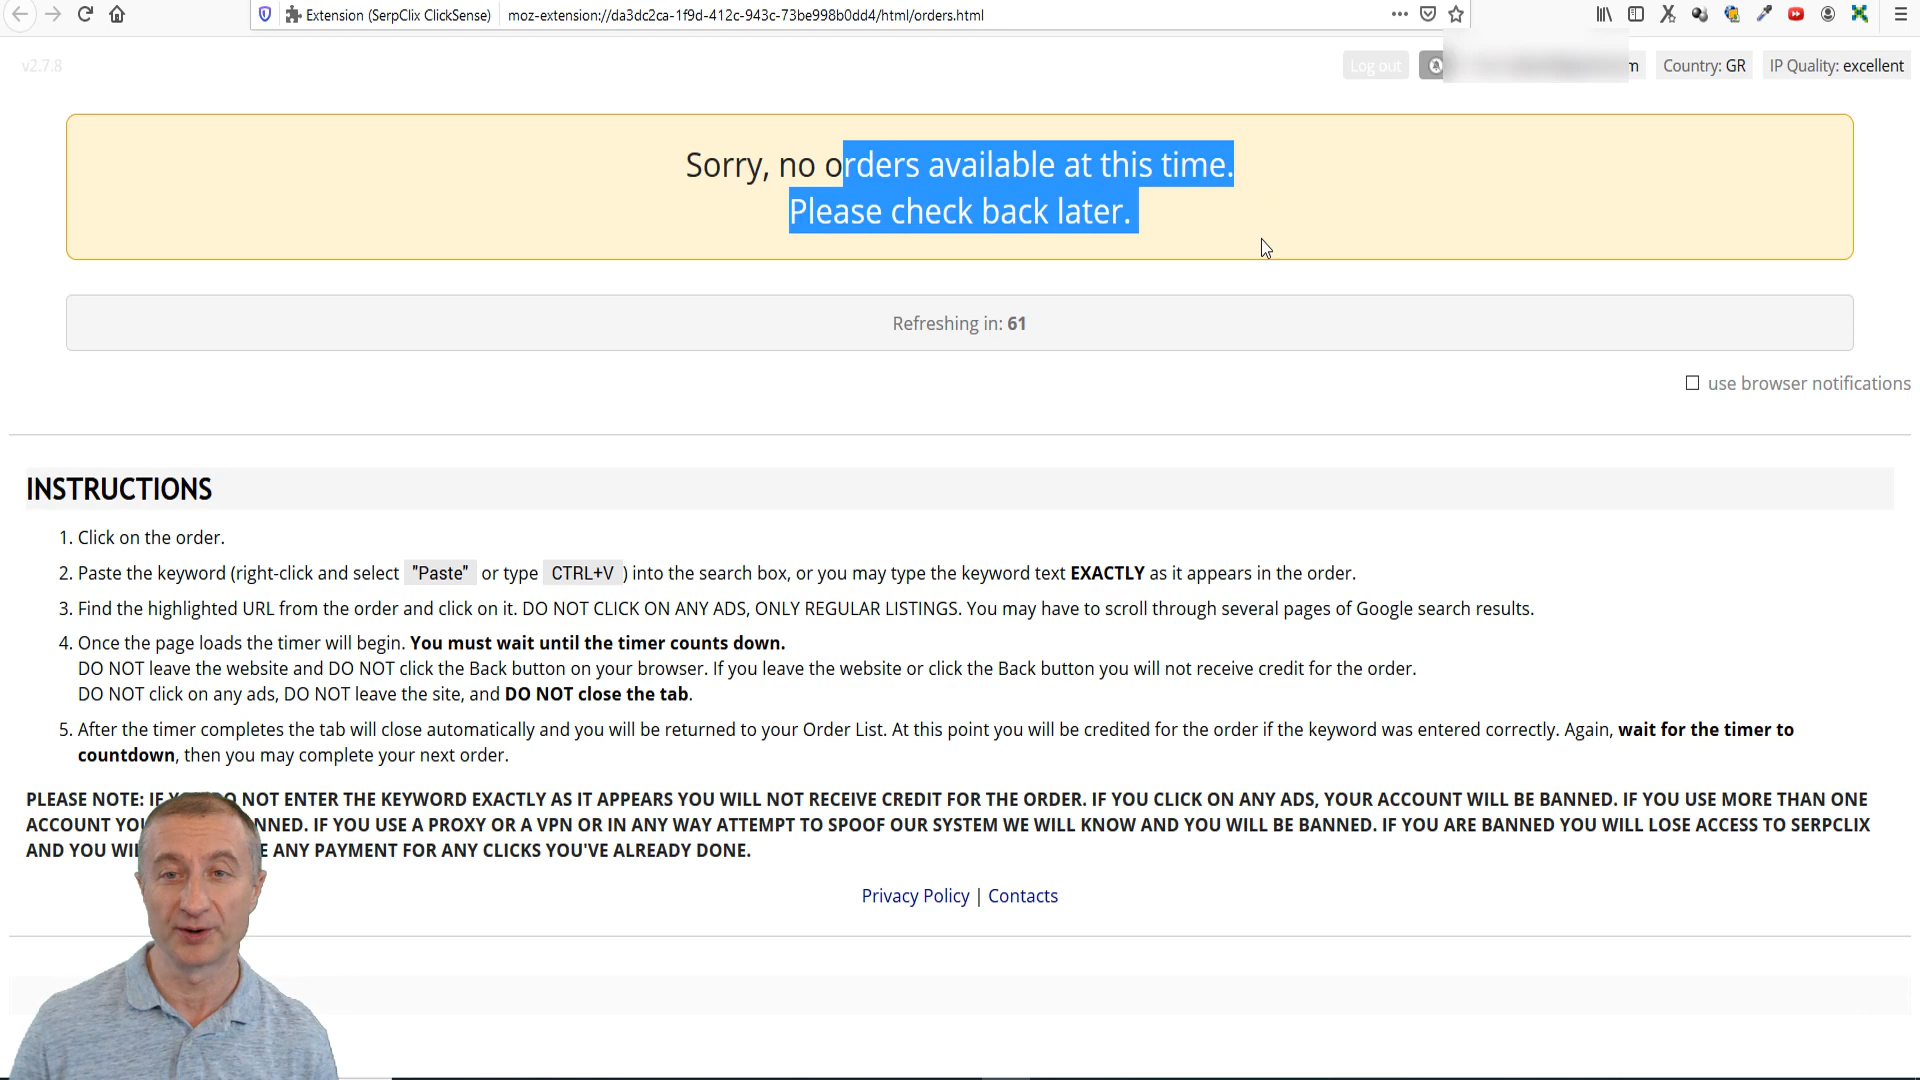 Extension (SerpClix ClickSense) moz-extension://da3dc2ca-1f9d-412c-943c-73be998b0dd4/html/orders.html
v2.7.8
Log out m Country: GR IP Quality: excellent
Sorry, no orders available at this time.
Please check back later.
Refreshing in: 61
use browser notifications
INSTRUCTIONS
1. Click on the order.
2. Paste the keyword (right-click and select "Paste" or type CTRL+V ) into the search box, or you may type the keyword text EXACTLY as it appears in the order.
3. Find the highlighted URL from the order and click on it. DO NOT CLICK ON ANY ADS, ONLY REGULAR LISTINGS. You may have to scroll through several pages of Google search results.
4. Once the page loads the timer will begin. You must wait until the timer counts down.
DO NOT leave the website and DO NOT click the Back button on your browser. If you leave the website or click the Back button you will not receive credit for the order.
DO NOT click on any ads, DO NOT leave the site, and DO NOT close the tab.
5. After the timer completes the tab will close automatically and you will be returned to your Order List. At this point you will be credited for the order if the keyword was entered correctly. Again, wait for the timer to
countdown, then you may complete your next order.
PLEASE NOTE: IF NOT ENTER THE KEYWORD EXACTLY AS IT APPEARS YOU WILL NOT RECEIVE CREDIT FOR THE ORDER. IF YOU CLICK ON ANY ADS, YOUR ACCOUNT WILL BE BANNED. IF YOU USE MORE THAN ONE
ACCOUNT NNED. IF YOU USE A PROXY OR A VPN OR IN ANY WAY ATTEMPT TO SPOOF OUR SYSTEM WE WILL KNOW AND YOU WILL BE BANNED. IF YOU ARE BANNED YOU WILL LOSE ACCESS TO SERPCLIX
AND YOU ANY PAYMENT FOR ANY CLICKS YOU'VE ALREADY DONE.
Privacy Policy | Contacts